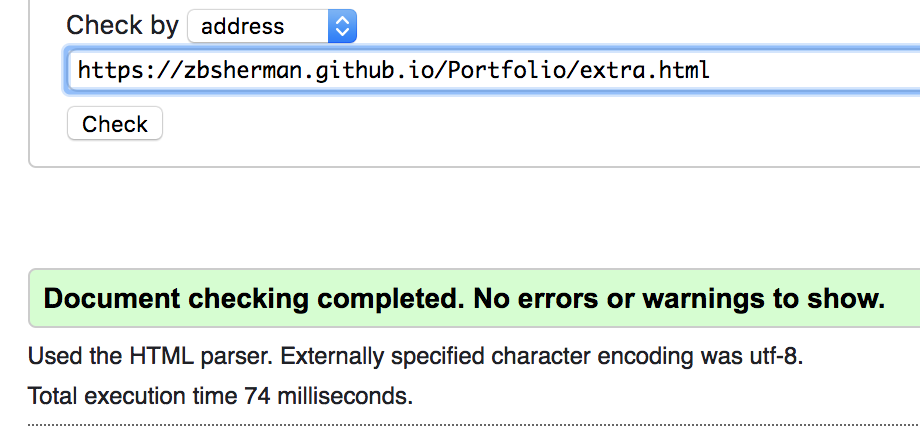 Check by address
https://zbsherman.github.io/Portfolio/extra.html
Check
Document checking completed. No errors or warnings to show.
Used the HTML parser. Externally specified character encoding was utf-8.
Total execution time 74 milliseconds.